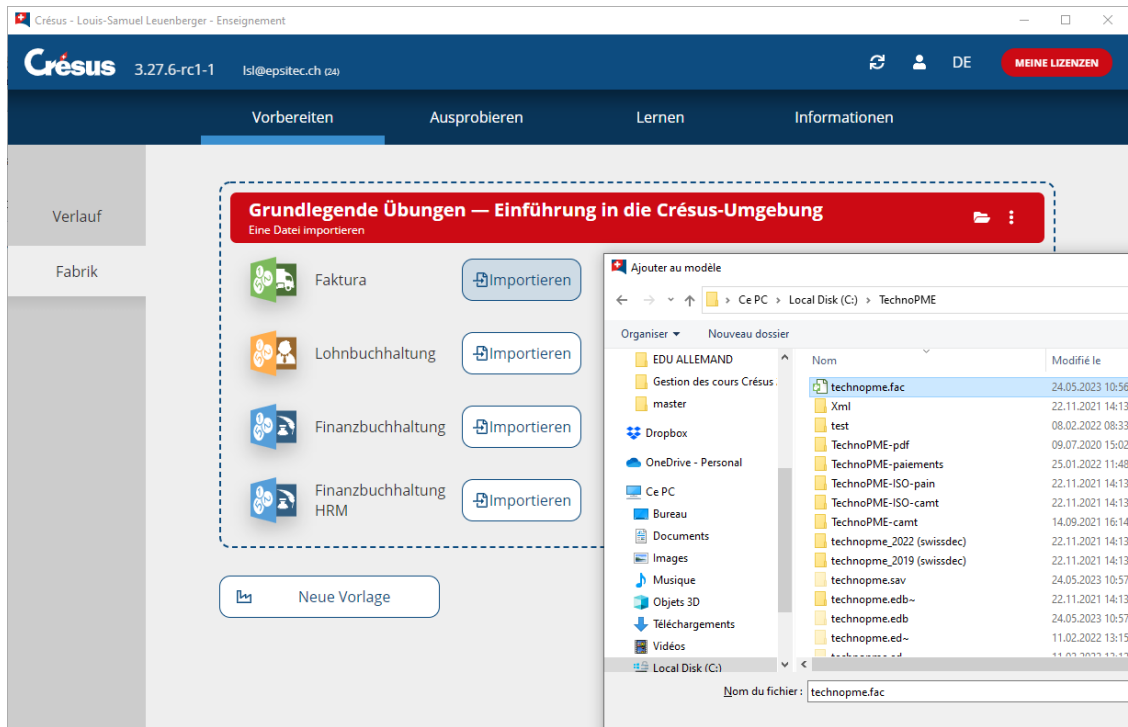 Crésus - Louis-Samuel Leuenberger - Enseignement
Crésus 3.27.6-rc1-1 lsl@epsitec.ch (24) DE MEINE LIZENZEN
Vorbereiten Ausprobieren Lernen Informationen
Verlauf
Fabrik
Grundlegende Übungen — Einführung in die Crésus-Umgebung
Eine Datei importieren
Faktura Importieren
Lohnbuchhaltung Importieren
Finanzbuchhaltung Importieren
Finanzbuchhaltung
HRM Importieren
Neue Vorlage
Ajouter au modèle
Ce PC > Local Disk (C:) > TechnoPME
Organiser Nouveau dossier
EDU ALLEMAND
Gestion des cours Crésus
master
Dropbox
OneDrive - Personal
Ce PC
Bureau
Documents
Images
Musique
Objets 3D
Téléchargements
Vidéos
Local Disk (C:)
Nom Modifié le
technopme.fac 24.05.2023 10:56
Xml 22.11.2021 14:13
test 08.02.2022 08:33
TechnoPME-pdf 09.07.2020 15:02
TechnoPME-paiements 25.01.2022 11:48
TechnoPME-ISO-pain 22.11.2021 14:13
TechnoPME-ISO-camt 22.11.2021 14:13
TechnoPME-camt 14.09.2021 16:14
technopme_2022 (swissdec) 22.11.2021 14:13
technopme_2019 (swissdec) 22.11.2021 14:13
technopme.sav 24.05.2023 10:57
technopme.edb~ 22.11.2021 14:13
technopme.edb 24.05.2023 10:57
technopme.ed~ 11.02.2022 13:15
Nom du fichier : technopme.fac